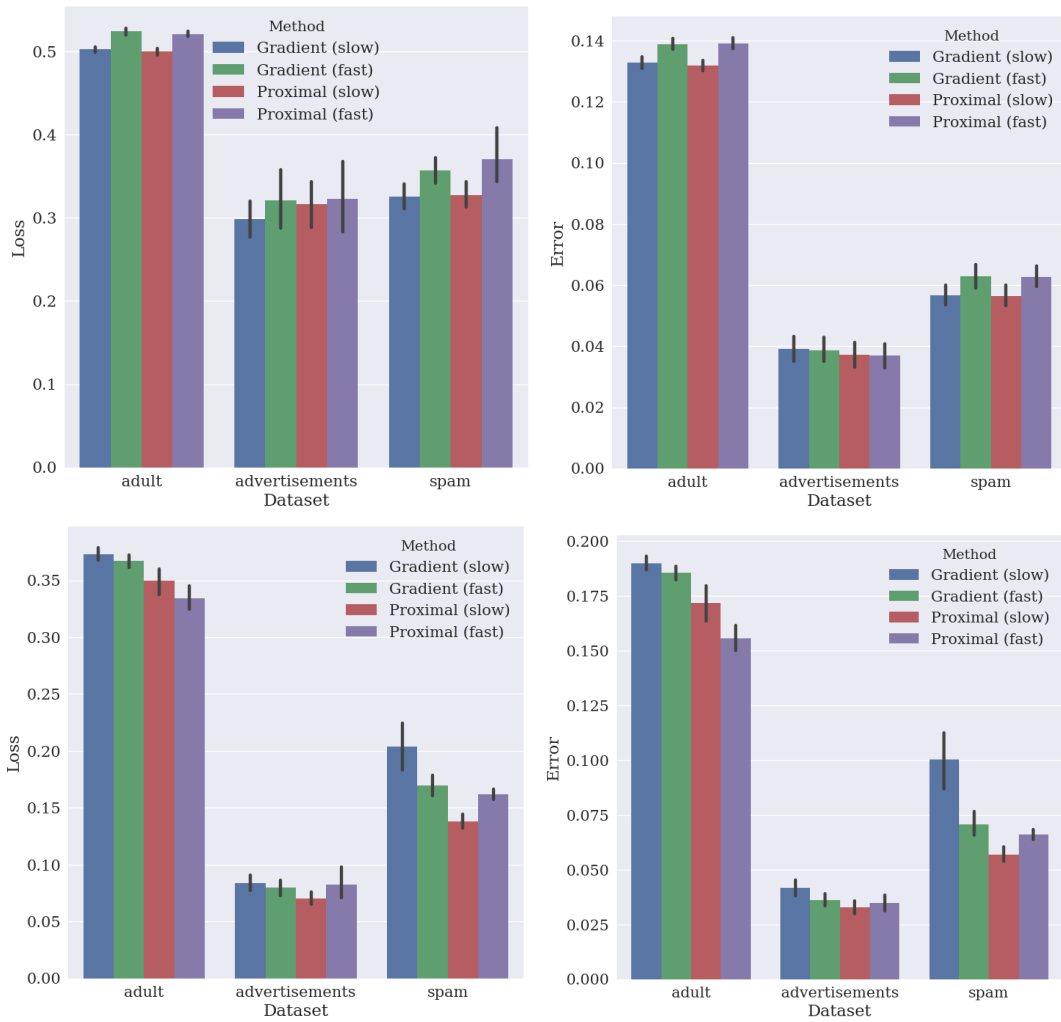 Method
Gradient (slow)
Gradient (fast)
Proximal (slow)
Proximal (fast)
Loss
0.5
0.4
0.3
0.2
0.1
0.0
adult
advertisements
spam
Dataset
Method
Gradient (slow)
Gradient (fast)
Proximal (slow)
Proximal (fast)
Error
0.14
0.12
0.10
0.08
0.06
0.04
0.02
0.00
adult
advertisements
spam
Dataset
Method
Gradient (slow)
Gradient (fast)
Proximal (slow)
Proximal (fast)
Loss
0.35
0.30
0.25
0.20
0.15
0.10
0.05
0.00
adult
advertisements
spam
Dataset
Method
Gradient (slow)
Gradient (fast)
Proximal (slow)
Proximal (fast)
Error
0.200
0.175
0.150
0.125
0.100
0.075
0.050
0.025
0.000
adult
advertisements
spam
Dataset